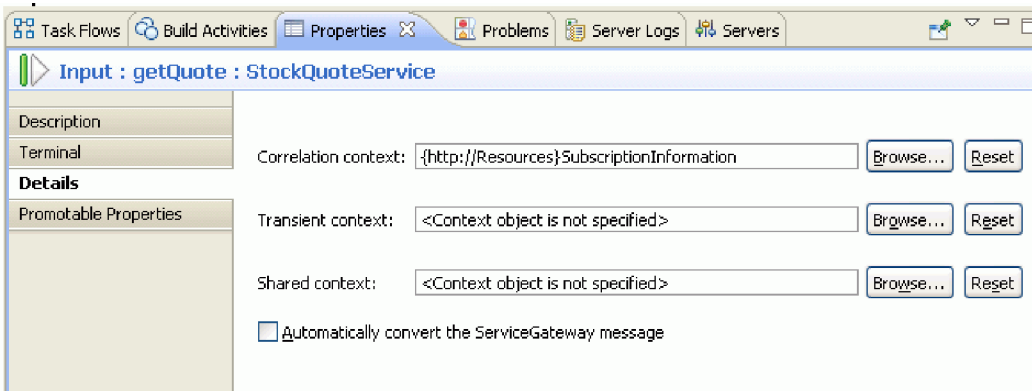 Task Flows Build Activities Properties Problems Server Logs Servers
Input : getQuote : StockQuoteService
Description
Terminal
Details
Promotable Properties
Correlation context: {http://Resources}SubscriptionInformation Browse... Reset
Transient context: <Context object is not specified> Browse... Reset
Shared context: <Context object is not specified> Browse... Reset
Automatically convert the ServiceGateway message